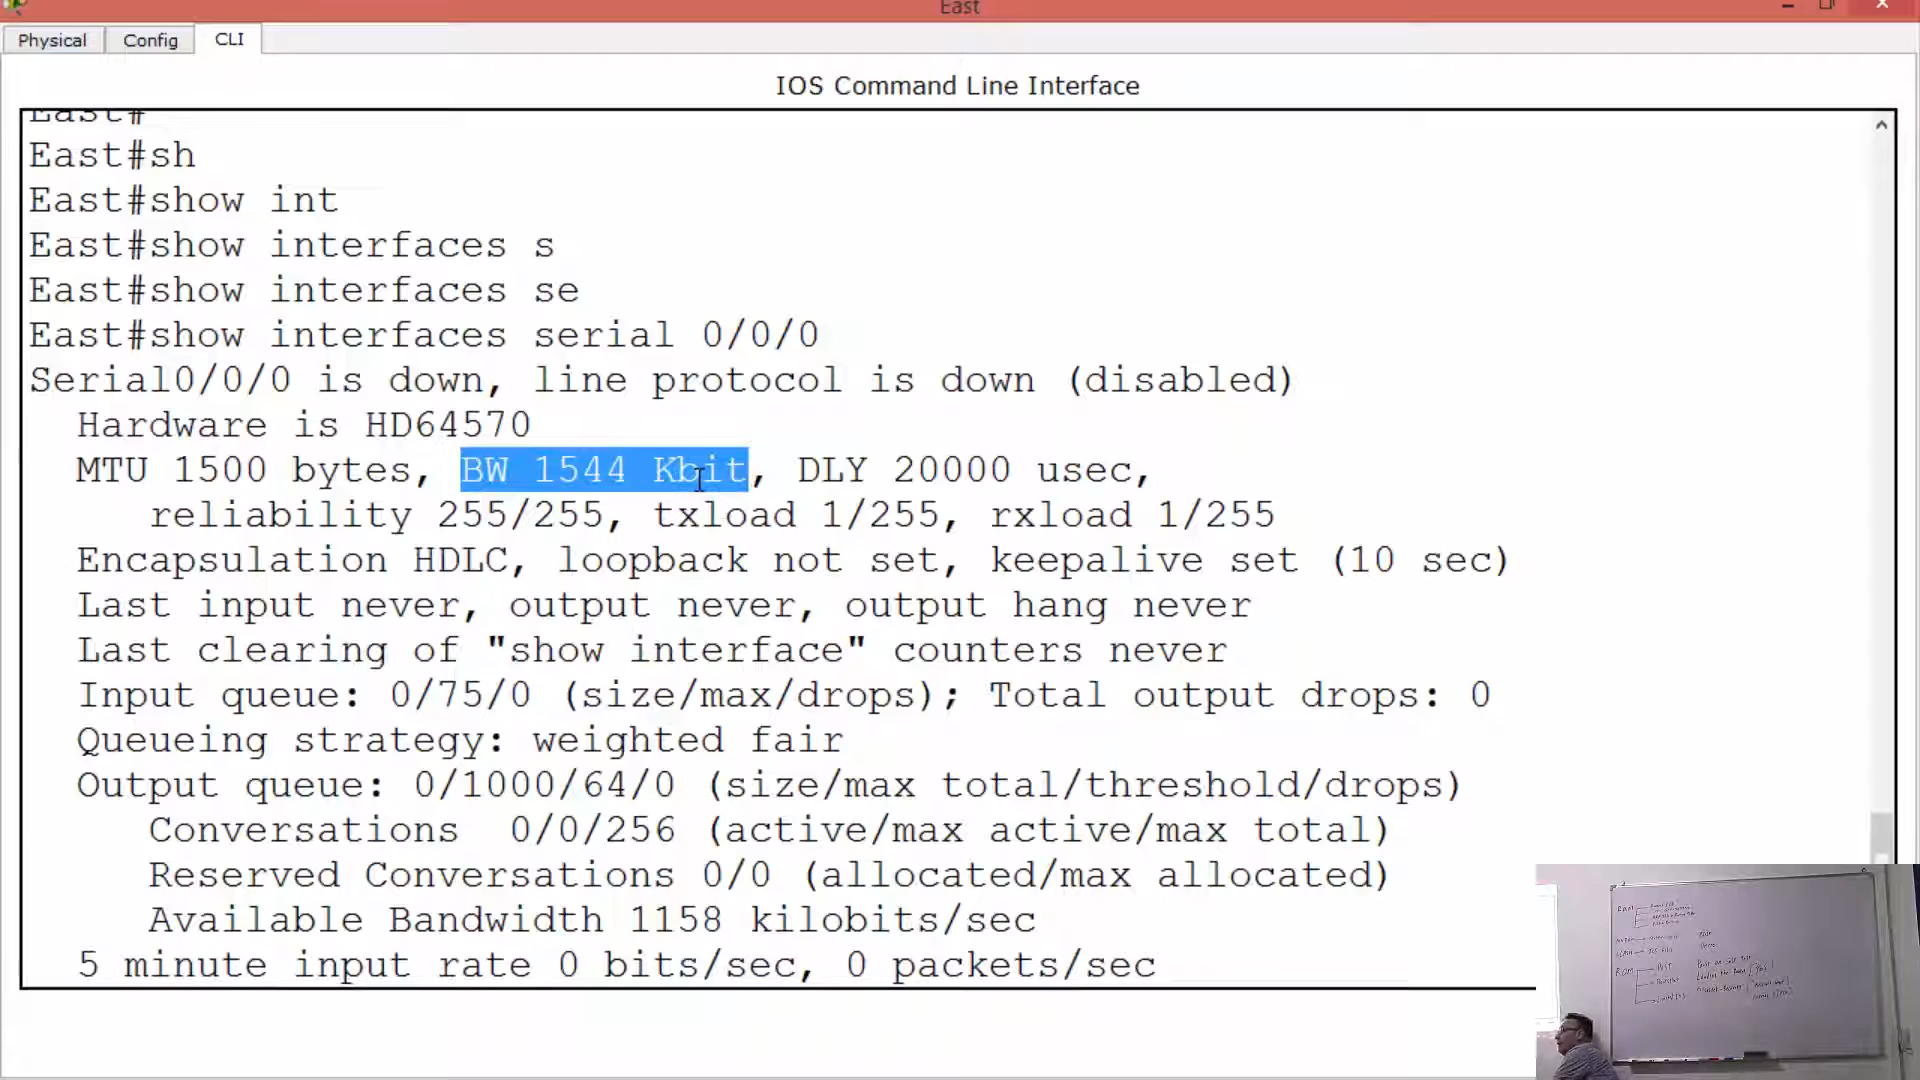 East
Physical
Config
CLI
IOS Command Line Interface
East#
East#sh
East#show int
East#show interfaces s
East#show interfaces se
East#show interfaces serial 0/0/0
Serial0/0/0 is down, line protocol is down (disabled)
Hardware is HD64570
MTU 1500 bytes, BW 1544 Kbit, DLY 20000 usec,
reliability 255/255, txload 1/255, rxload 1/255
Encapsulation HDLC, loopback not set, keepalive set (10 sec)
Last input never, output never, output hang never
Last clearing of "show interface" counters never
Input queue: 0/75/0 (size/max/drops); Total output drops: 0
Queueing strategy: weighted fair
Output queue: 0/1000/64/0 (size/max total/threshold/drops)
Conversations 0/0/256 (active/max active/max total)
Reserved Conversations 0/0 (allocated/max allocated)
Available Bandwidth 1158 kilobits/sec
5 minute input rate 0 bits/sec, 0 packets/sec